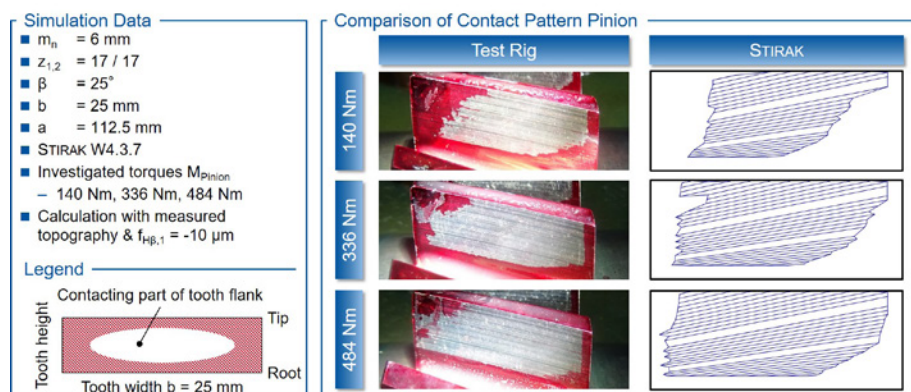 Simulation Data
■ mn = 6 mm
■ z1,2 = 17 / 17
■ β = 25°
■ b = 25 mm
■ a = 112.5 mm
■ STIRAK W4.3.7
■ Investigated torques MPinion
– 140 Nm, 336 Nm, 484 Nm
■ Calculation with measured
topography & fHβ,1 = -10 µm
Legend
Contacting part of tooth flank
Tooth height
Tip
Root
Tooth width b = 25 mm
Comparison of Contact Pattern Pinion
Test Rig
STIRAK
140 Nm
336 Nm
484 Nm